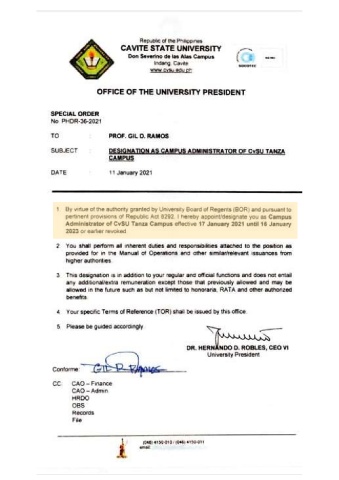 Republic of the Philippines
CAVITE STATE UNIVERSITY
Don Severino de las Alas Campus
Indang, Cavite
www.cvsu.edu.ph
OFFICE OF THE UNIVERSITY PRESIDENT
SPECIAL ORDER
No PHDR-36-2021
TO : PROF. GIL D. RAMOS
SUBJECT : DESIGNATION AS CAMPUS ADMINISTRATOR OF CvSU TANZA
CAMPUS
DATE : 11 January 2021
1 By virtue of the authority granted by University Board of Regents (BOR) and pursuant to
pertinent provisions of Republic Act 8292, I hereby appoint/designate you as Campus
Administrator of CvSU Tanza Campus effective 17 January 2021 until 16 January
2023 or earlier revoked.
2 You shall perform all inherent duties and responsibilities attached to the position as
provided for in the Manual of Operations and other similar/relevant issuances from
higher authorities.
3 This designation is in addition to your regular and official functions and does not entail
any additional/extra remuneration except those that previously allowed and may be
allowed in the future such as but not limited to honoraria, RATA and other authorized
benefits.
4 Your specific Terms of Reference (TOR) shall be issued by this office.
5 Please be guided accordingly
DR. HERNANDO D. ROBLES, CEO VI
University President
Conforme: GIL D RAMOS
CC: CAO – Finance
CAO – Admin
HRDO
OBS
Records
File